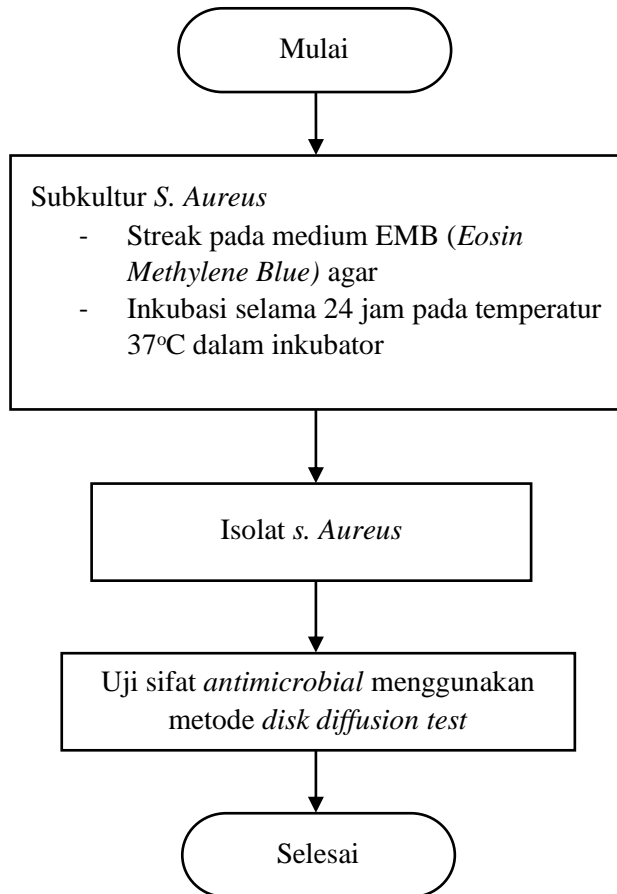 Mulai
Subkultur S. Aureus
- Streak pada medium EMB (Eosin
Methylene Blue) agar
- Inkubasi selama 24 jam pada temperatur
37°C dalam inkubator
Isolat s. Aureus
Uji sifat antimicrobial menggunakan
metode disk diffusion test
Selesai